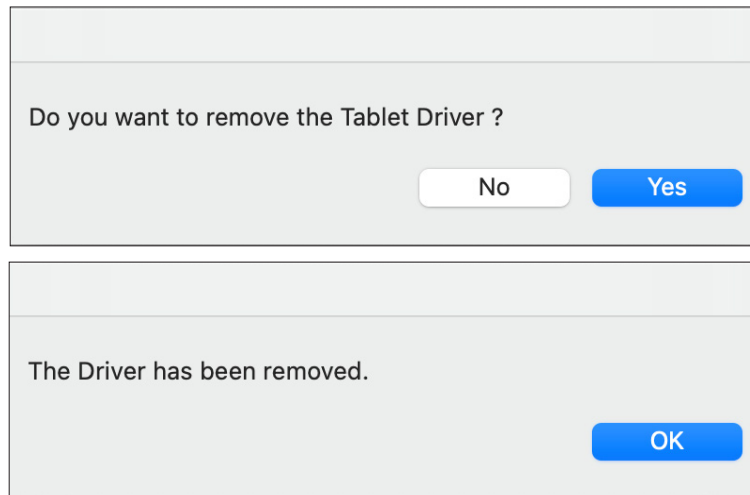 Do you want to remove the Tablet Driver ?
No
Yes
The Driver has been removed.
OK